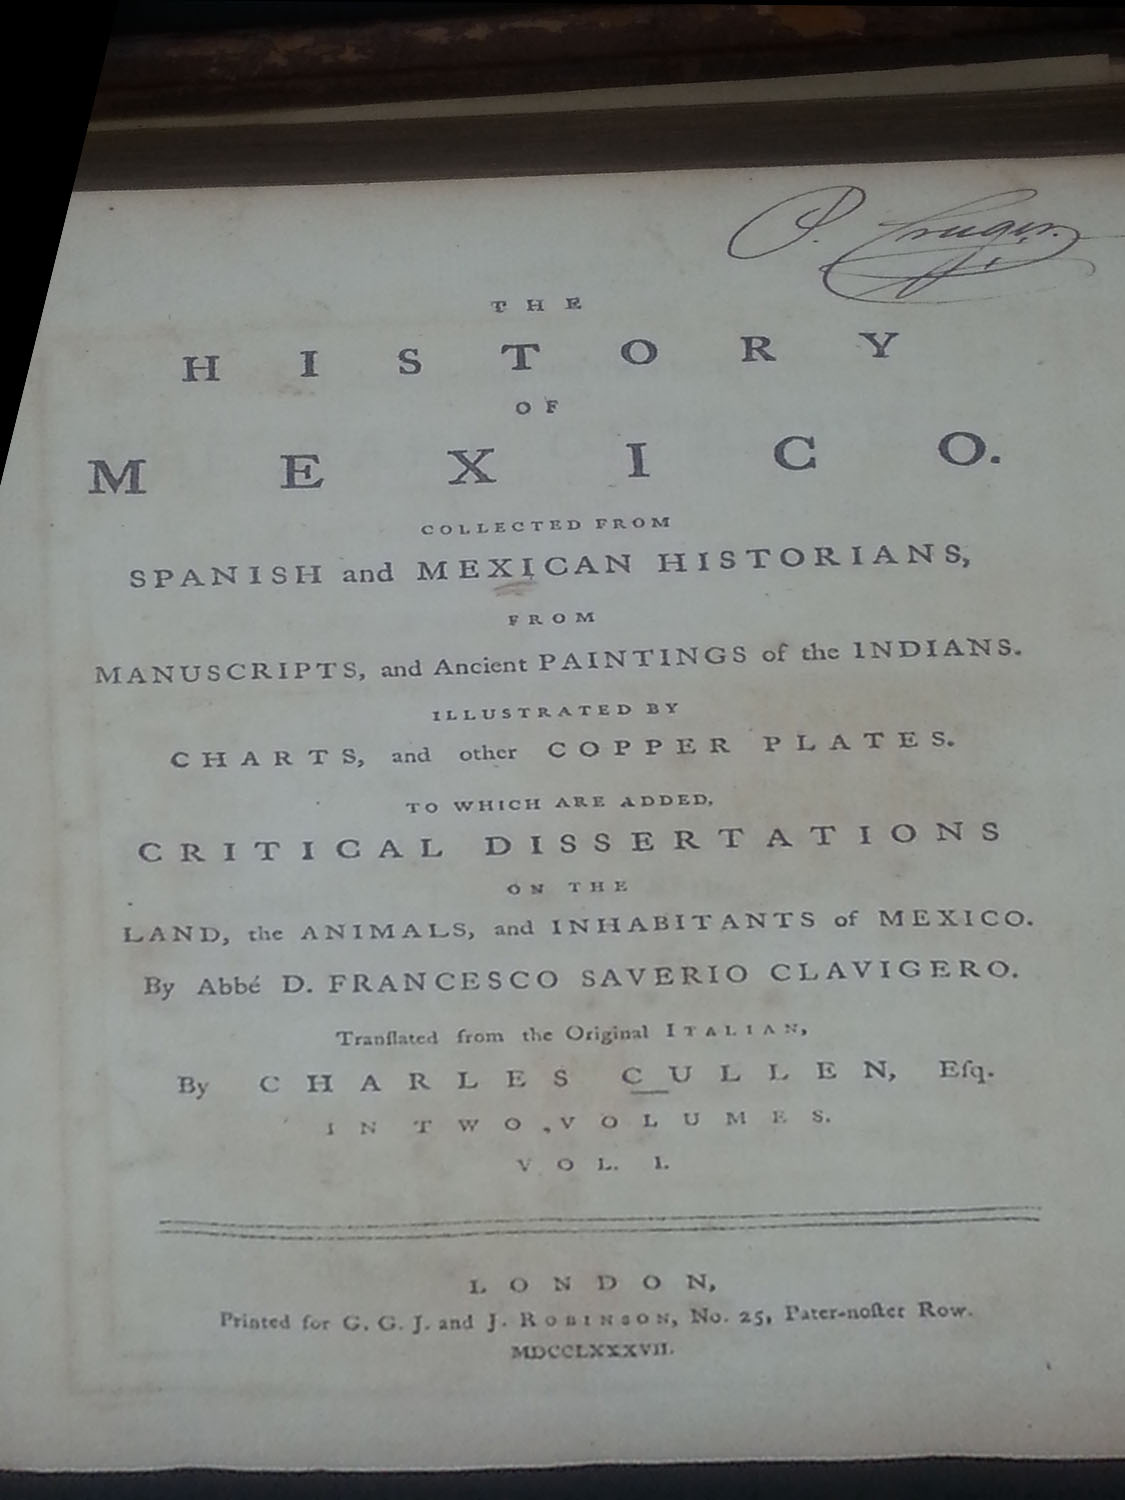 THE
HISTORY
OF
MEXICO.
COLLECTED FROM
SPANISH and MEXICAN HISTORIANS,
FROM
MANUSCRIPTS, and Ancient PAINTINGS of the INDIANS.
ILLUSTRATED BY
CHARTS, and other COPPER PLATES.
TO WHICH ARE ADDED,
CRITICAL DISSERTATIONS
ON THE
LAND, the ANIMALS, and INHABITANTS of MEXICO.
By Abbé D. FRANCESCO SAVERIO CLAVIGERO.
Tranſlated from the Original ITALIAN,
By CHARLES CULLEN, Eſq.
IN TWO VOLUMES.
VOL. I.
LONDON,
Printed for G. G. J. and J. ROBINSON, No. 25, Pater-noſter Row.
MDCCLXXXVII.